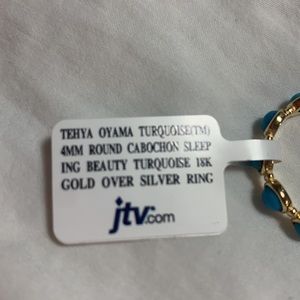 TEHYA OYAMA TURQUOISE(TM)
4MM ROUND CABOCHON SLEEP
ING BEAUTY TURQUOISE 18K
GOLD OVER SILVER RING
jtv.com